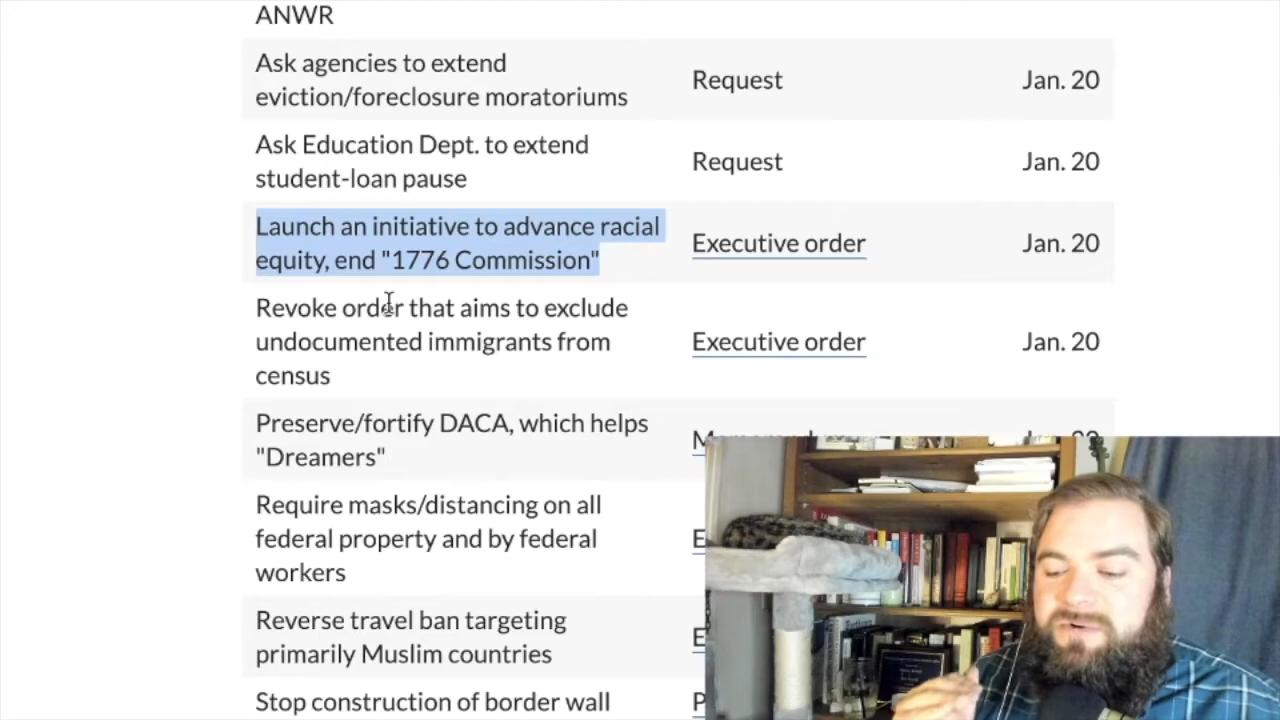 ANWR
Ask agencies to extend
eviction/foreclosure moratoriums
Request
Jan. 20
Ask Education Dept. to extend
student-loan pause
Request
Jan. 20
Launch an initiative to advance racial
equity, end "1776 Commission"
Executive order
Jan. 20
Revoke order that aims to exclude
undocumented immigrants from
census
Executive order
Jan. 20
Preserve/fortify DACA, which helps
"Dreamers"
Require masks/distancing on all
federal property and by federal
workers
E
Reverse travel ban targeting
primarily Muslim countries
E
Stop construction of border wall
P